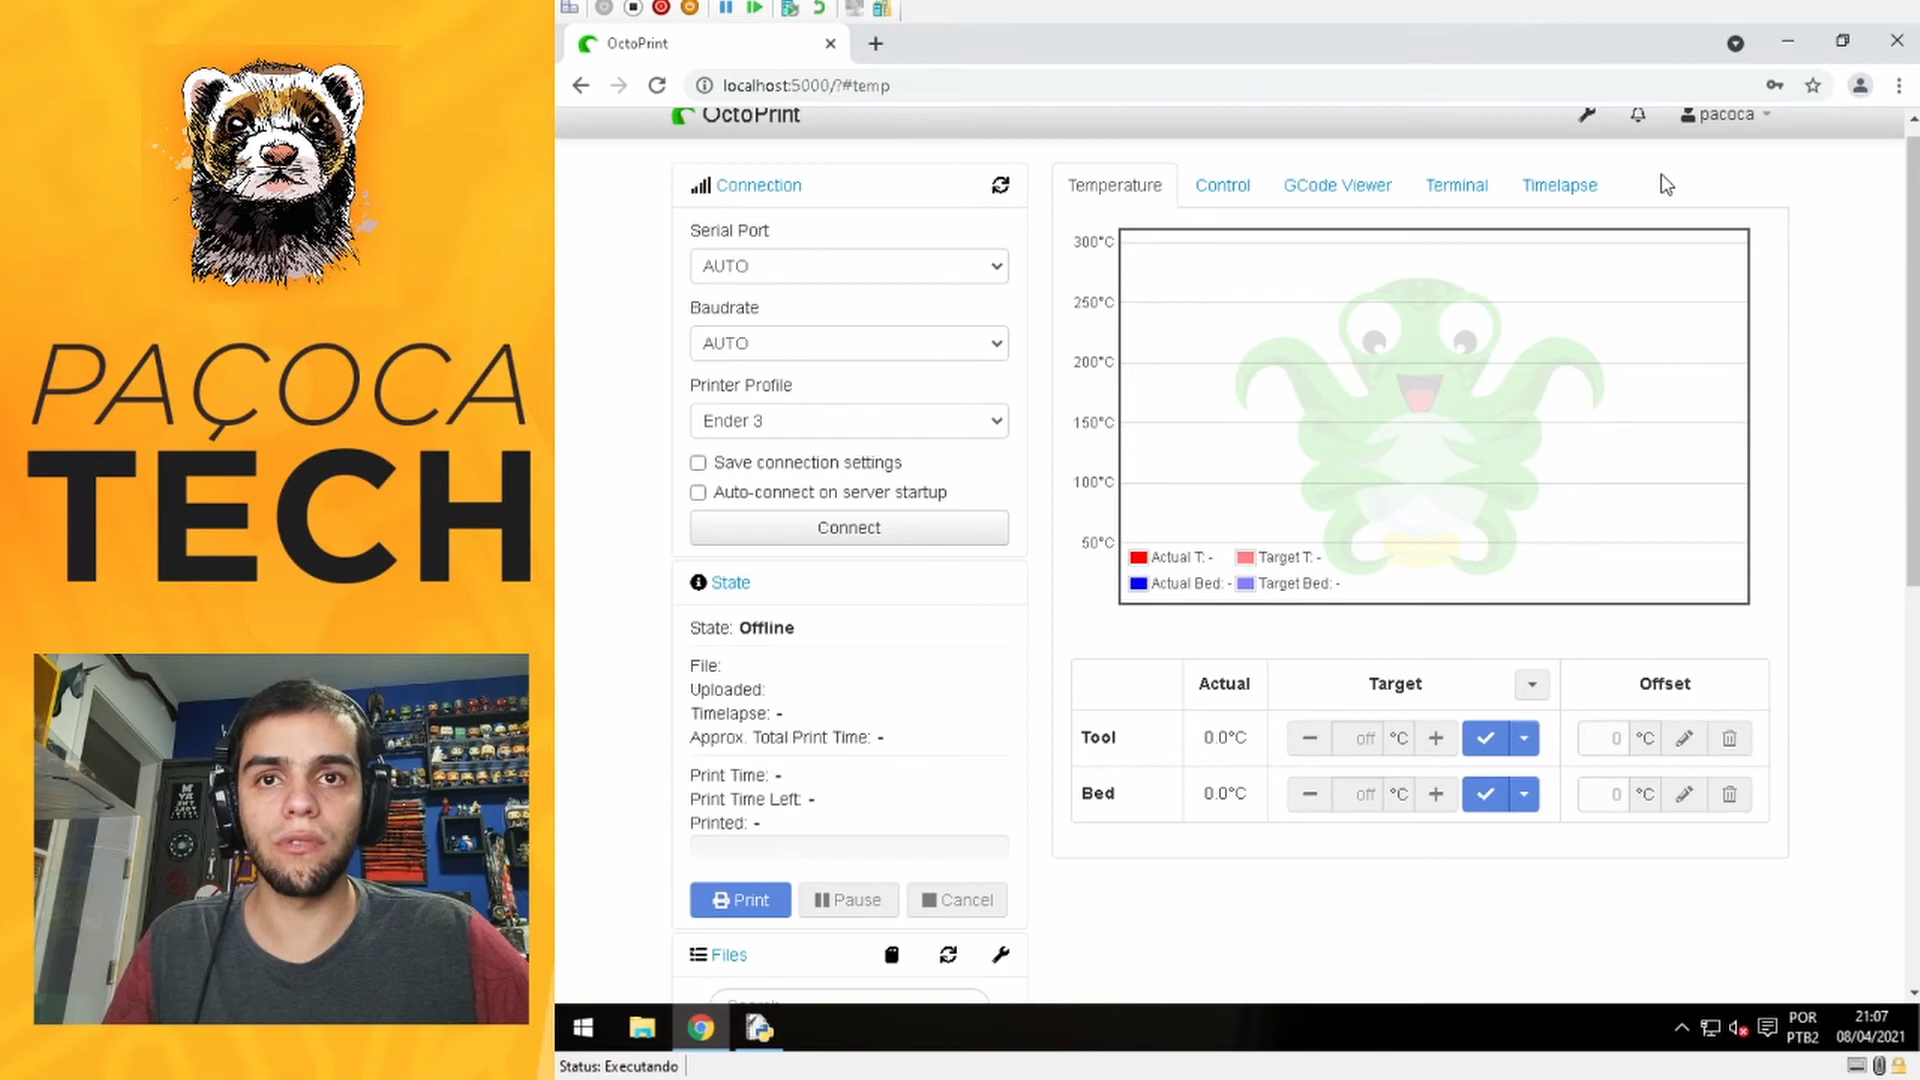 PAÇOCA
TECH
OctoPrint
localhost:5000/?#temp
OctoPrint
pacoca
Connection
Serial Port
AUTO
Baudrate
AUTO
Printer Profile
Ender 3
Save connection settings
Auto-connect on server startup
Connect
State
State: Offline
File:
Uploaded:
Timelapse: -
Approx. Total Print Time: -
Print Time: -
Print Time Left: -
Printed: -
Print Pause Cancel
Files
Temperature Control GCode Viewer Terminal Timelapse
300°C
250°C
200°C
150°C
100°C
50°C
Actual T: - Target T: -
Actual Bed: - Target Bed: -
Actual Target Offset
Tool 0.0°C off °C 0 °C
Bed 0.0°C off °C 0 °C
POR
PTB2
21:07
08/04/2021
Status: Executando